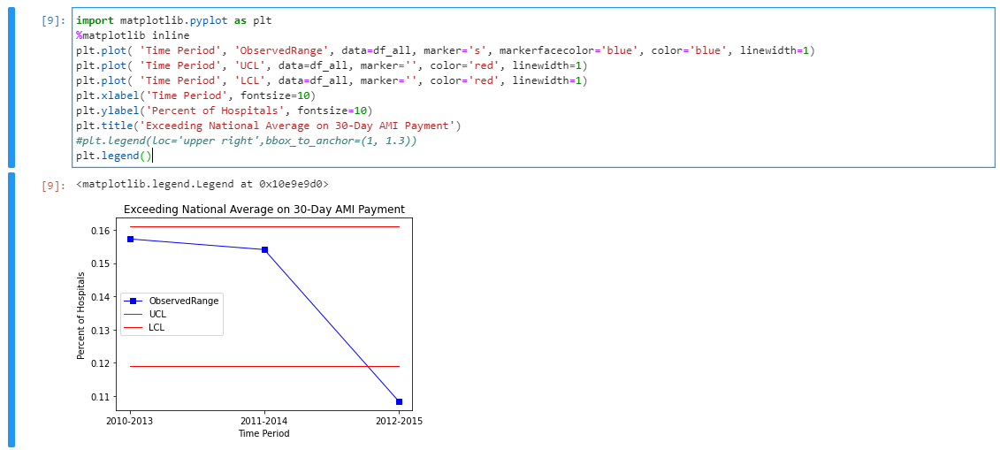 [9]: import matplotlib.pyplot as plt
%matplotlib inline
plt.plot( 'Time Period', 'ObservedRange', data=df_all, marker='s', markerfacecolor='blue', color='blue', linewidth=1)
plt.plot( 'Time Period', 'UCL', data=df_all, marker='', color='red', linewidth=1)
plt.plot( 'Time Period', 'LCL', data=df_all, marker='', color='red', linewidth=1)
plt.xlabel('Time Period', fontsize=10)
plt.ylabel('Percent of Hospitals', fontsize=10)
plt.title('Exceeding National Average on 30-Day AMI Payment')
#plt.legend(loc='upper right',bbox_to_anchor=(1, 1.3))
plt.legend()
[9]: <matplotlib.legend.Legend at 0x10e9e9d0>
Exceeding National Average on 30-Day AMI Payment
0.16
0.15
0.14
0.13
0.12
0.11
Percent of Hospitals
ObservedRange
UCL
LCL
2010-2013 2011-2014 2012-2015
Time Period